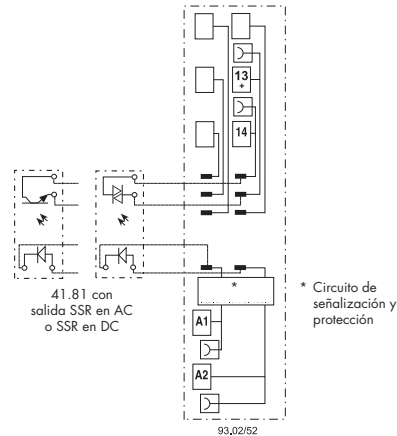 13
+
14
*
A1
A2
41.81 con
salida SSR en AC
o SSR en DC
* Circuito de
señalización y
protección
93.02/52